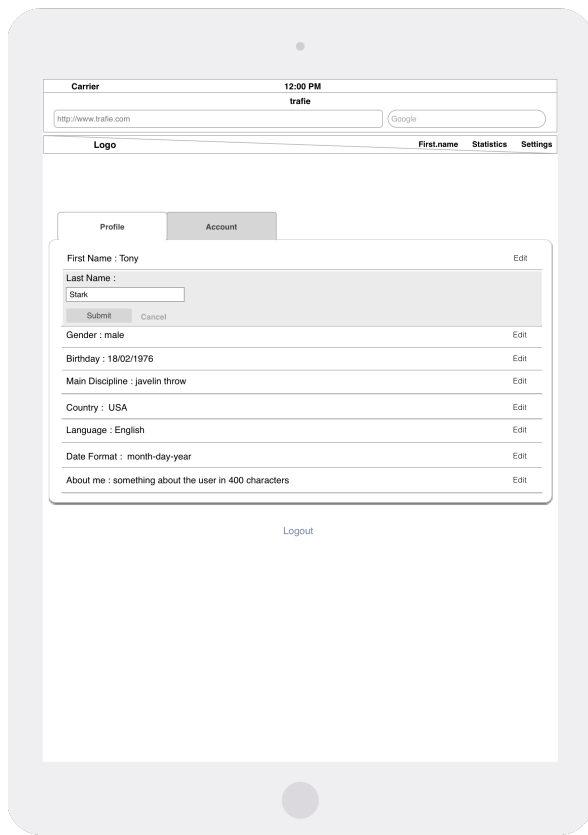 Carrier 12:00 PM
trafie
http://www.trafie.com Google
Logo First.name Statistics Settings
Profile Account
First Name : Tony Edit
Last Name :
Stark
Submit Cancel
Gender : male Edit
Birthday : 18/02/1976 Edit
Main Discipline : javelin throw Edit
Country : USA Edit
Language : English Edit
Date Format : month-day-year Edit
About me : something about the user in 400 characters Edit
Logout